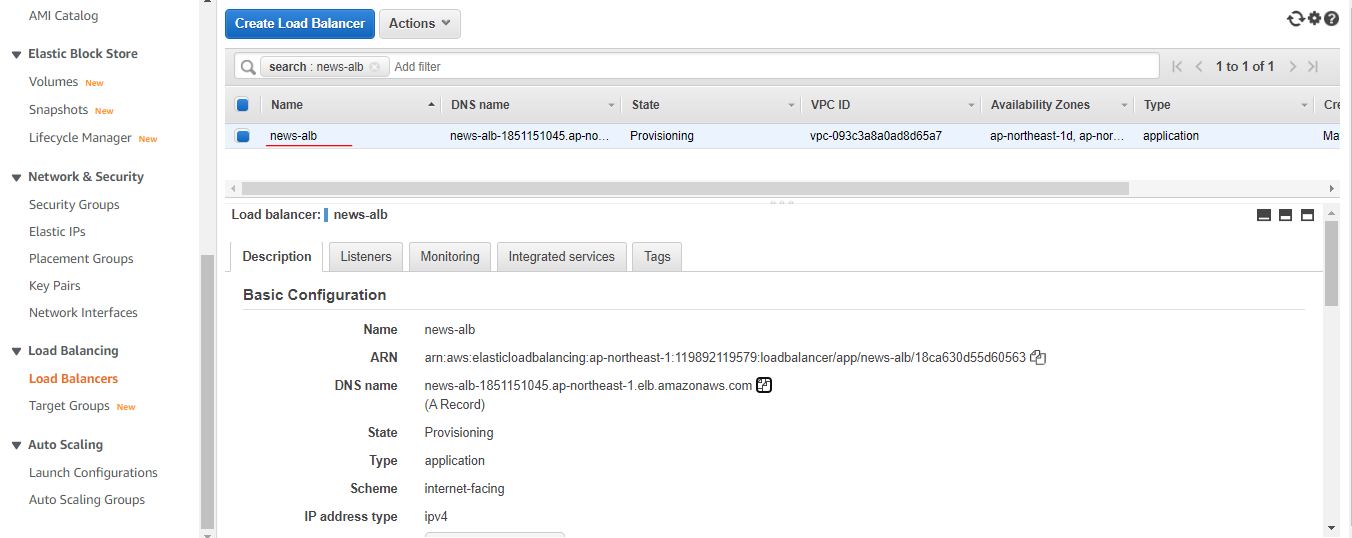 AMI Catalog
Elastic Block Store
Volumes New
Snapshots New
Lifecycle Manager New
Network & Security
Security Groups
Elastic IPs
Placement Groups
Key Pairs
Network Interfaces
Load Balancing
Load Balancers
Target Groups New
Auto Scaling
Launch Configurations
Auto Scaling Groups
Create Load Balancer Actions
search : news-alb Add filter 1 to 1 of 1
Name DNS name State VPC ID Availability Zones Type Cre
news-alb news-alb-1851151045.ap-no… Provisioning vpc-093c3a8a0ad8d65a7 ap-northeast-1d, ap-nor… application Ma
Load balancer: news-alb
Description Listeners Monitoring Integrated services Tags
Basic Configuration
Name news-alb
ARN arn:aws:elasticloadbalancing:ap-northeast-1:119892119579:loadbalancer/app/news-alb/18ca630d55d60563
DNS name news-alb-1851151045.ap-northeast-1.elb.amazonaws.com
(A Record)
State Provisioning
Type application
Scheme internet-facing
IP address type ipv4